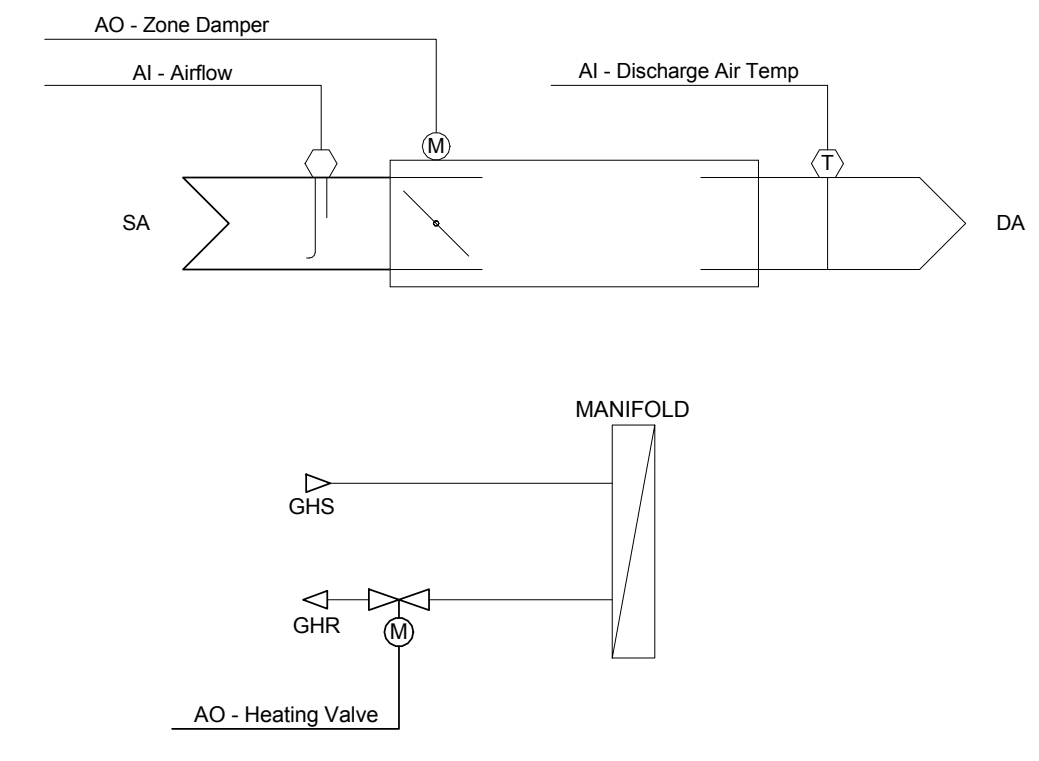 AO - Zone Damper
AI - Airflow
AI - Discharge Air Temp
M
T
SA
DA
MANIFOLD
GHS
GHR
M
AO - Heating Valve